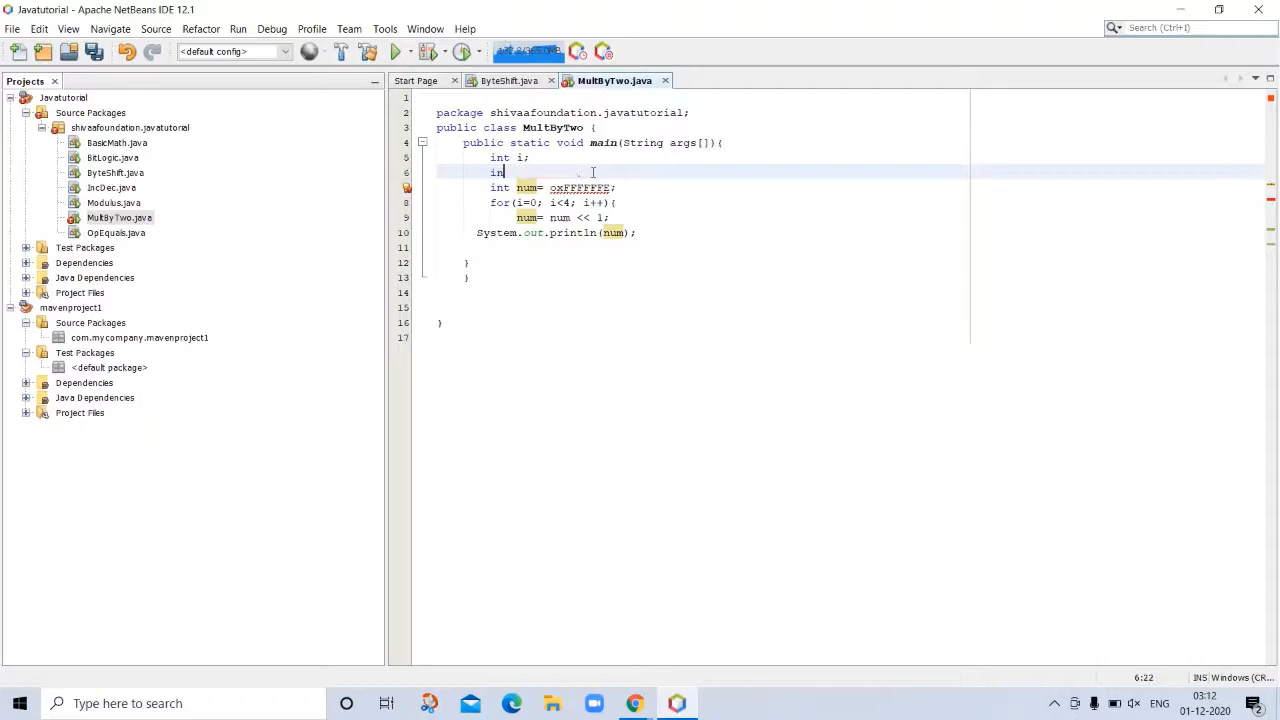 Javatutorial - Apache NetBeans IDE 12.1
File Edit View Navigate Source Refactor Run Debug Profile Team Tools Window Help
Search (Ctrl+I)
<default config>
Projects
Start Page
ByteShift.java
MultByTwo.java
Javatutorial
Source Packages
shivaafoundation.javatutorial
BasicMath.java
BitLogic.java
ByteShift.java
IncDec.java
Modulus.java
MultByTwo.java
OpEquals.java
Test Packages
Dependencies
Java Dependencies
Project Files
mavenproject1
Source Packages
com.mycompany.mavenproject1
Test Packages
<default package>
Dependencies
Java Dependencies
Project Files
1
2 package shivaafoundation.javatutorial;
3 public class MultByTwo {
4 public static void main(String args[]){
5 int i;
6 in
int num= oxFFFFFFE;
8 for(i=0; i<4; i++){
9 num= num << 1;
10 System.out.println(num);
11
12 }
13 }
14
15
16 }
17
6:22 INS Windows (CR...
Type here to search
ENG
03:12
01-12-2020
2